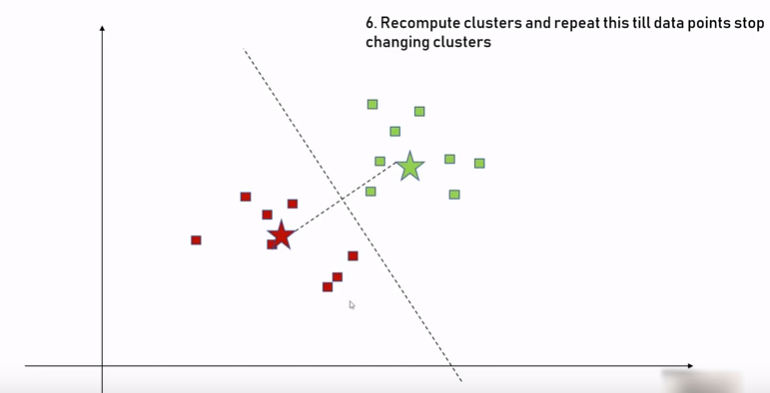 6. Recompute clusters and repeat this till data points stop
changing clusters